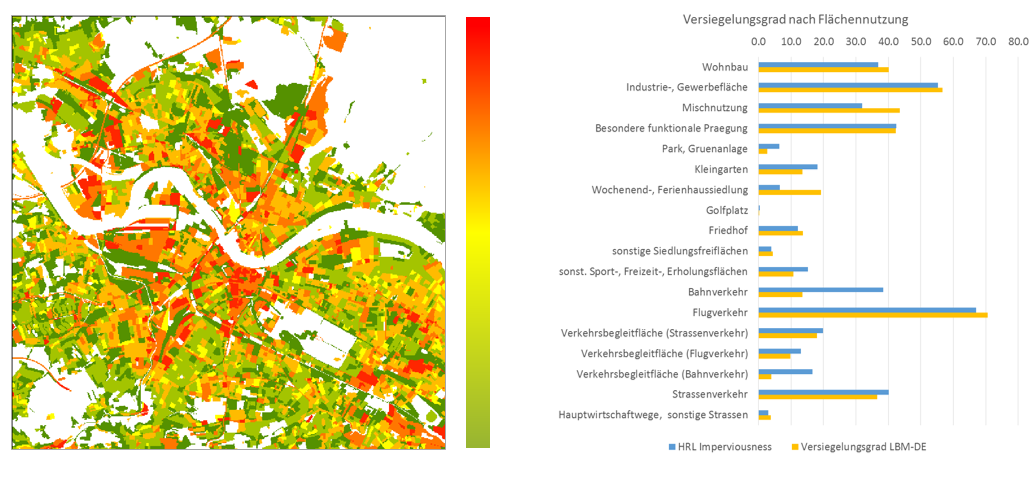 Versiegelungsgrad nach Flächennutzung
0.0 10.0 20.0 30.0 40.0 50.0 60.0 70.0 80.0
Wohnbau
Industrie-, Gewerbefläche
Mischnutzung
Besondere funktionale Praegung
Park, Gruenanlage
Kleingarten
Wochenend-, Ferienhaussiedlung
Golfplatz
Friedhof
sonstige Siedlungsfreiflächen
sonst. Sport-, Freizeit-, Erholungsflächen
Bahnverkehr
Flugverkehr
Verkehrsbegleitfläche (Strassenverkehr)
Verkehrsbegleitfläche (Flugverkehr)
Verkehrsbegleitfläche (Bahnverkehr)
Strassenverkehr
Hauptwirtschaftwege, sonstige Strassen
HRL Imperviousness Versiegelungsgrad LBM-DE